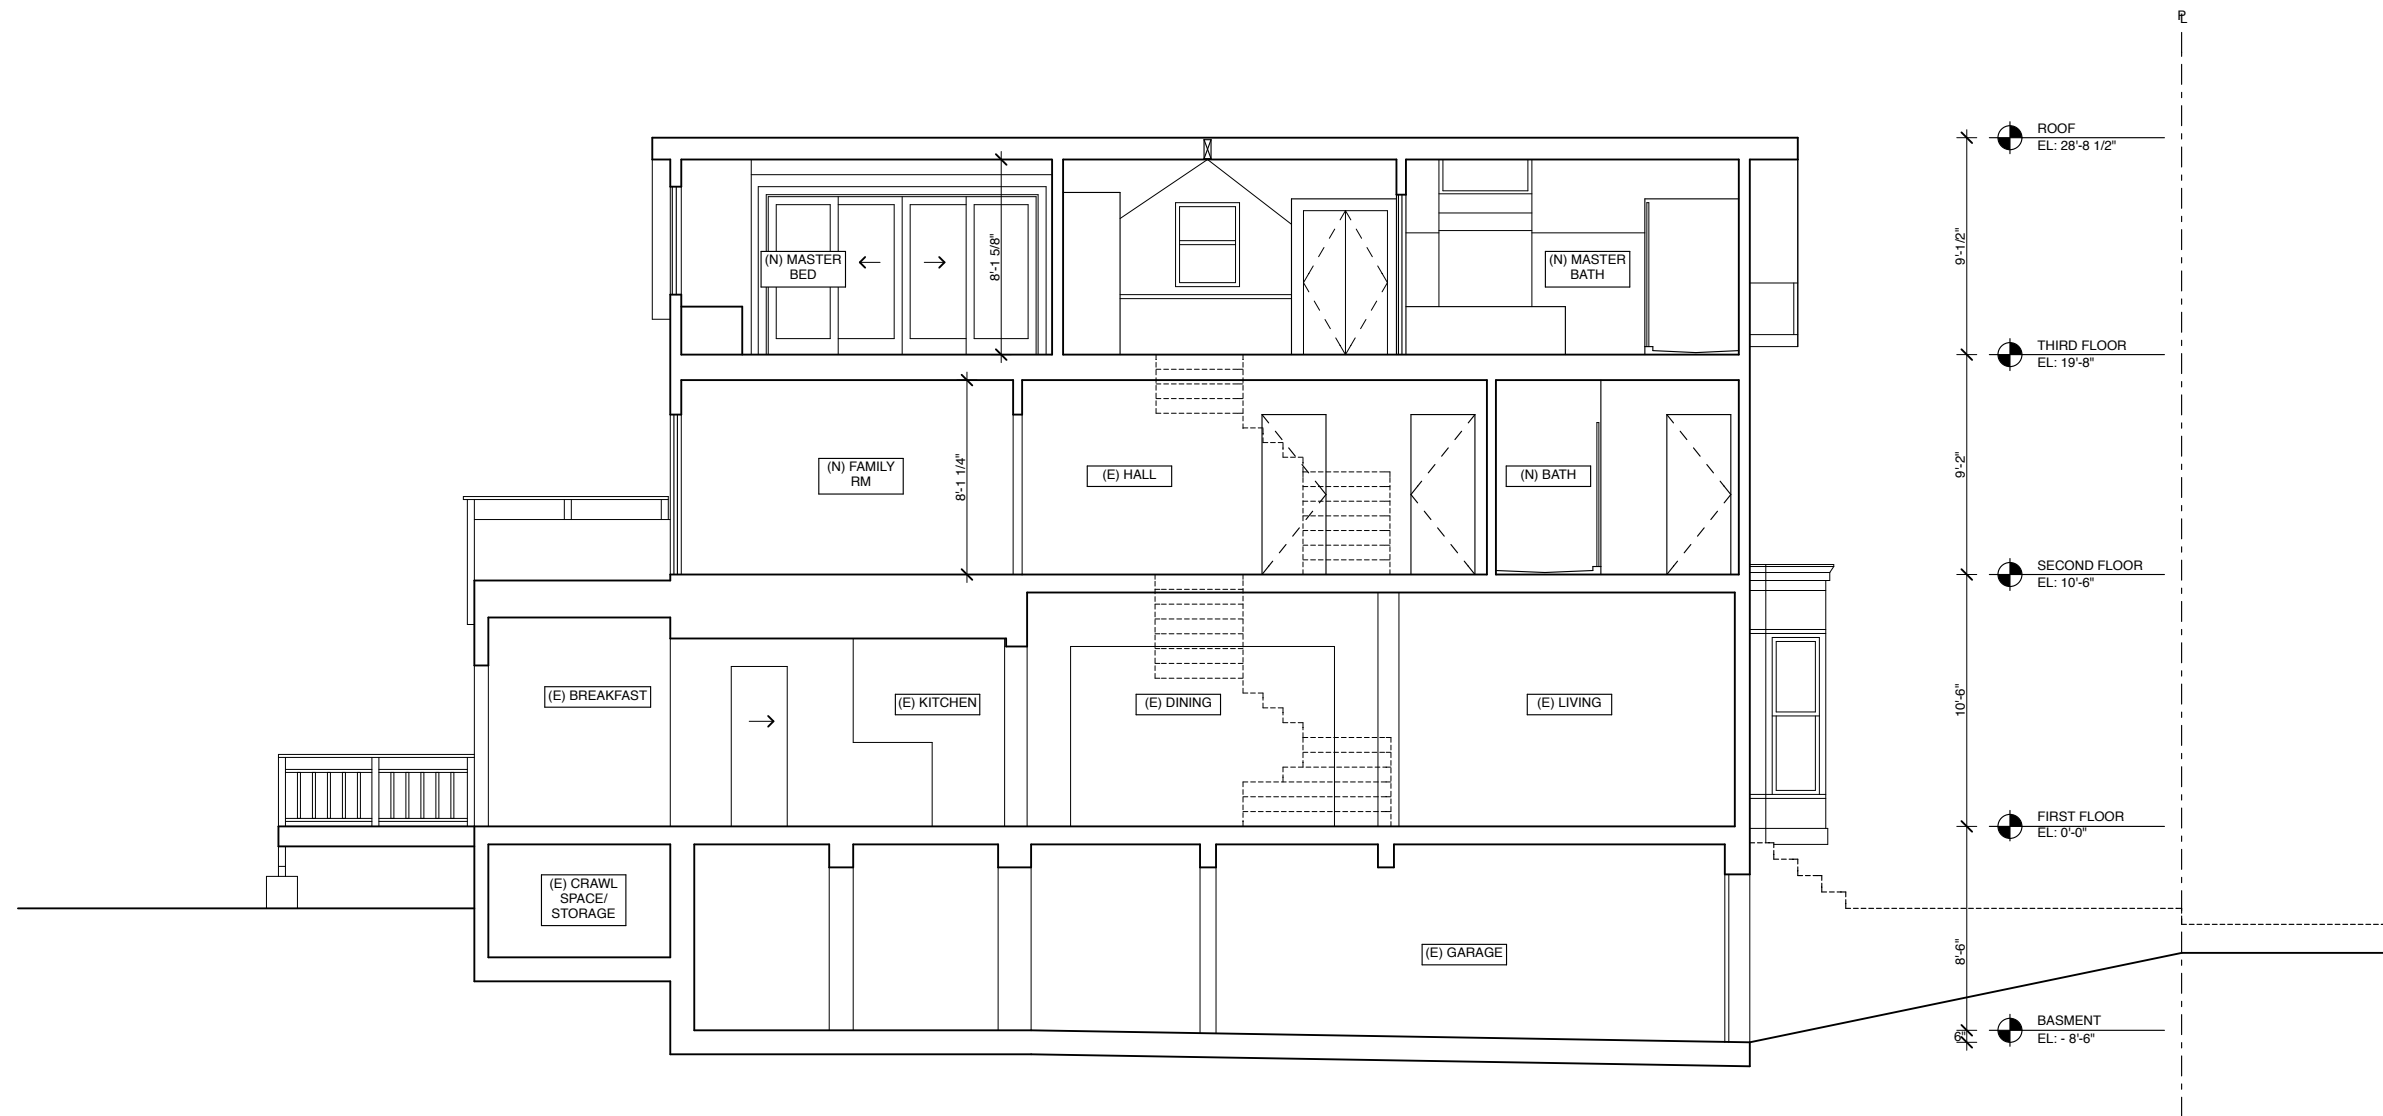 PL
ROOF
EL: 28'-8 1/2"
9'-1/2"
8'-1 5/8"
(N) MASTER
BED
(N) MASTER
BATH
THIRD FLOOR
EL: 19'-8"
9'-2"
8'-1 1/4"
(N) FAMILY
RM
(E) HALL
(N) BATH
SECOND FLOOR
EL: 10'-6"
10'-6"
(E) BREAKFAST
(E) KITCHEN
(E) DINING
(E) LIVING
FIRST FLOOR
EL: 0'-0"
(E) CRAWL
SPACE/
STORAGE
(E) GARAGE
8'-6"
BASMENT
EL: - 8'-6"
6"